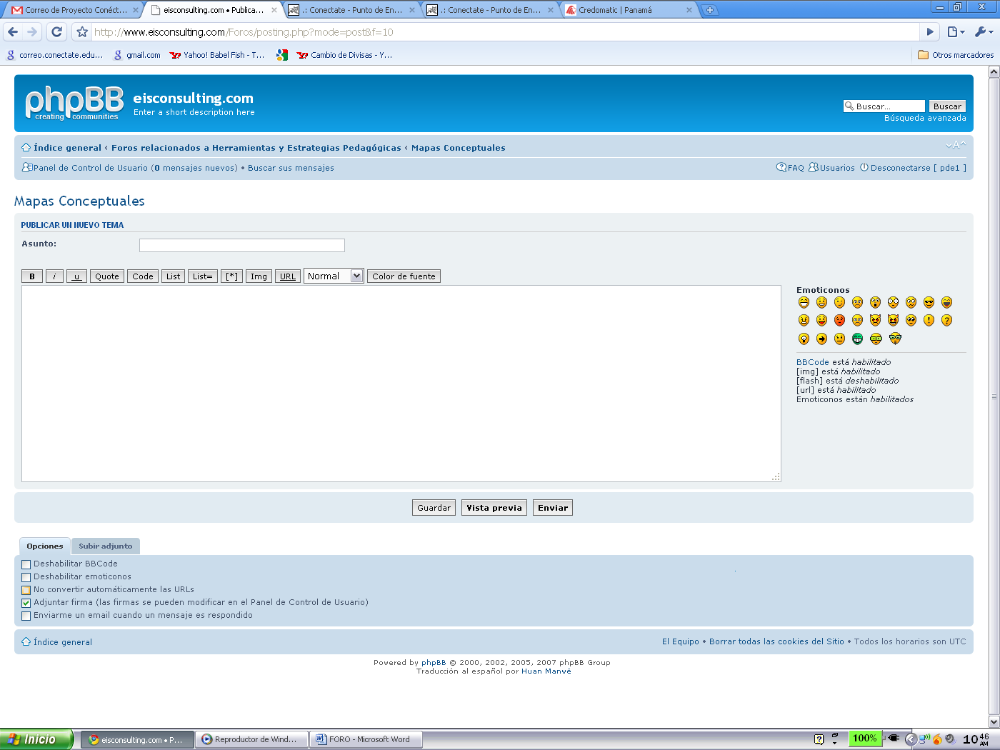 Correo de Proyecto Conéct... eisconsulting.com • Publica... .: Conectate - Punto de En... .: Conectate - Punto de En... Credomatic | Panamá
http://www.eisconsulting.com/Foros/posting.php?mode=post&f=10
correo.conectate.edu... gmail.com Yahoo! Babel Fish - T... Cambio de Divisas - Y... Otros marcadores
phpBB
creating communities
eisconsulting.com
Enter a short description here
Buscar... Buscar
Búsqueda avanzada
Índice general ‹ Foros relacionados a Herramientas y Estrategias Pedagógicas ‹ Mapas Conceptuales
Panel de Control de Usuario (0 mensajes nuevos) • Buscar sus mensajes FAQ Usuarios Desconectarse [ pde1 ]
Mapas Conceptuales
PUBLICAR UN NUEVO TEMA
Asunto:
B i u Quote Code List List= [*] Img URL Normal Color de fuente
Emoticonos
BBCode está habilitado
[img] está habilitado
[flash] está deshabilitado
[url] está habilitado
Emoticonos están habilitados
Guardar Vista previa Enviar
Opciones Subir adjunto
Deshabilitar BBCode
Deshabilitar emoticonos
No convertir automáticamente las URLs
Adjuntar firma (las firmas se pueden modificar en el Panel de Control de Usuario)
Enviarme un email cuando un mensaje es respondido
Índice general El Equipo • Borrar todas las cookies del Sitio • Todos los horarios son UTC
Powered by phpBB © 2000, 2002, 2005, 2007 phpBB Group
Traducción al español por Huan Manwë
Inicio eisconsulting.com • P... Reproductor de Wind... FORO - Microsoft Word 100% 10 46 AM